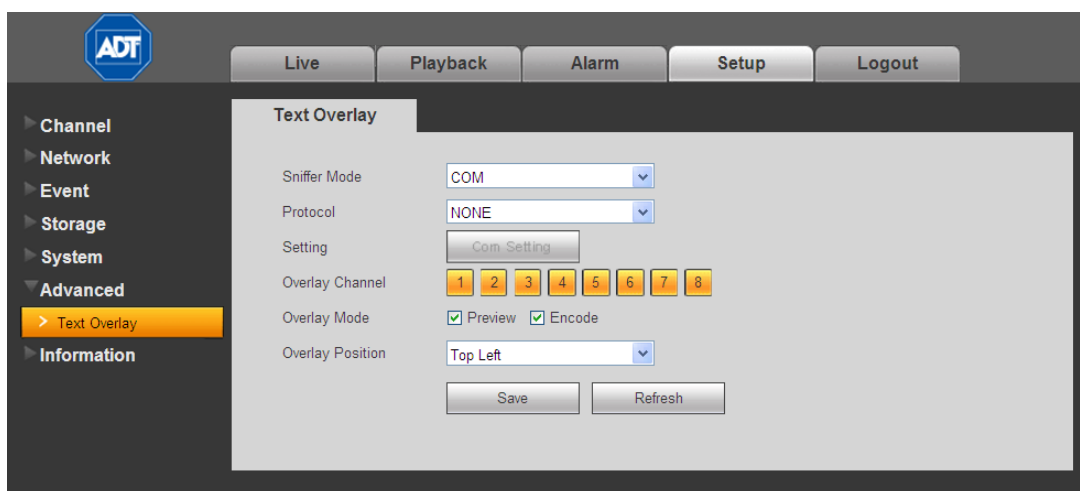 ADT
Live Playback Alarm Setup Logout
Channel
Network
Event
Storage
System
Advanced
> Text Overlay
Information
Text Overlay
Sniffer Mode COM
Protocol NONE
Setting Com Setting
Overlay Channel 1 2 3 4 5 6 7 8
Overlay Mode Preview Encode
Overlay Position Top Left
Save Refresh